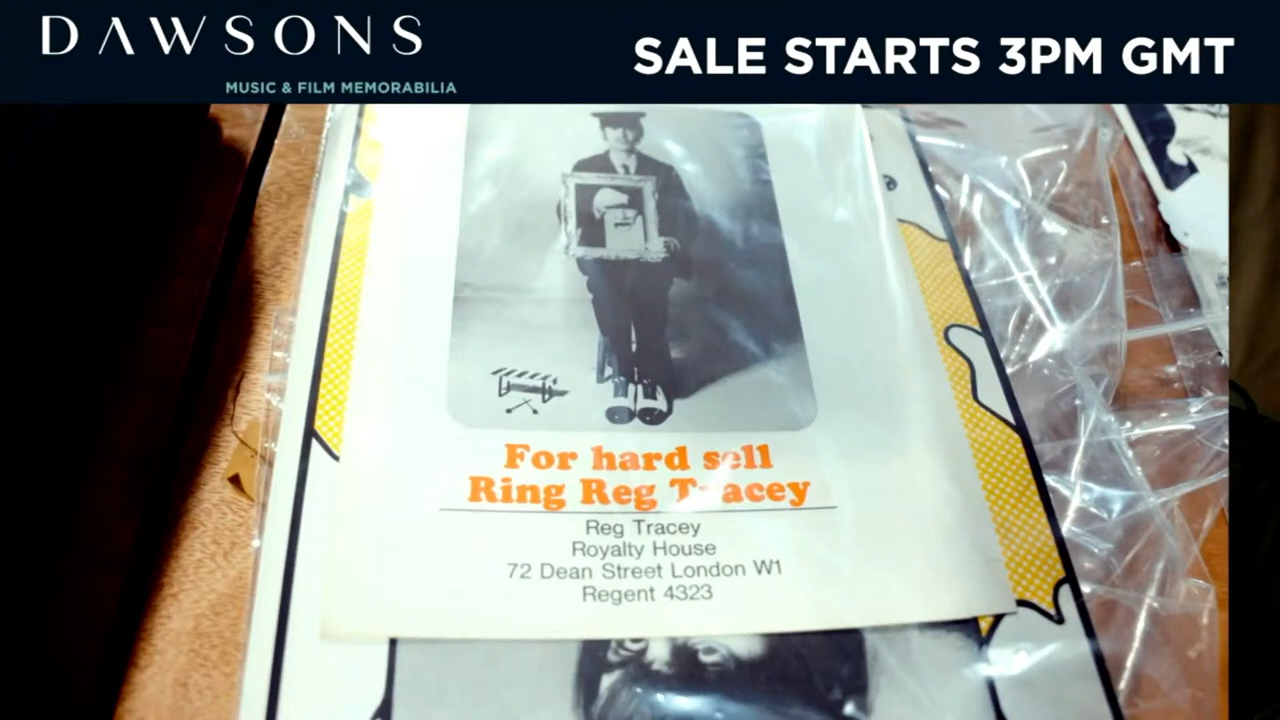 DAWSONS
MUSIC & FILM MEMORABILIA
SALE STARTS 3PM GMT
For hard sell
Ring Reg Tracey
Reg Tracey
Royalty House
72 Dean Street London W1
Regent 4323